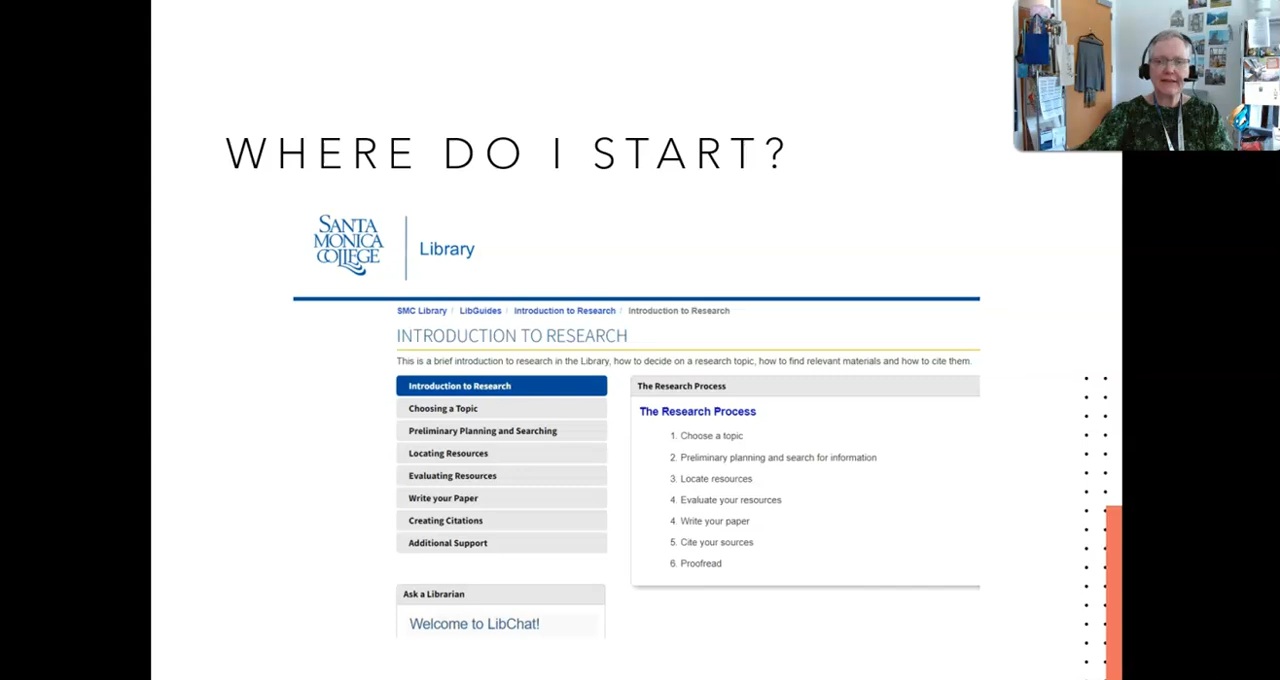 WHERE DO I START?
SANTA
MONICA
COLLEGE
Library
SMC Library / LibGuides / Introduction to Research / Introduction to Research
INTRODUCTION TO RESEARCH
This is a brief introduction to research in the Library, how to decide on a research topic, how to find relevant materials and how to cite them.
Introduction to Research
Choosing a Topic
Preliminary Planning and Searching
Locating Resources
Evaluating Resources
Write your Paper
Creating Citations
Additional Support
Ask a Librarian
Welcome to LibChat!
The Research Process
The Research Process
1. Choose a topic
2. Preliminary planning and search for information
3. Locate resources
4. Evaluate your resources
4. Write your paper
5. Cite your sources
6. Proofread